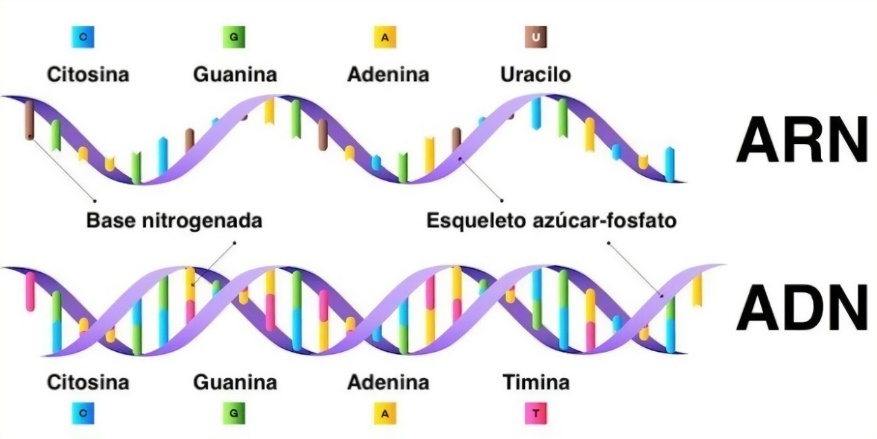 C G A U
Citosina Guanina Adenina Uracilo
ARN
Base nitrogenada Esqueleto azúcar-fosfato
ADN
Citosina Guanina Adenina Timina
C G A T